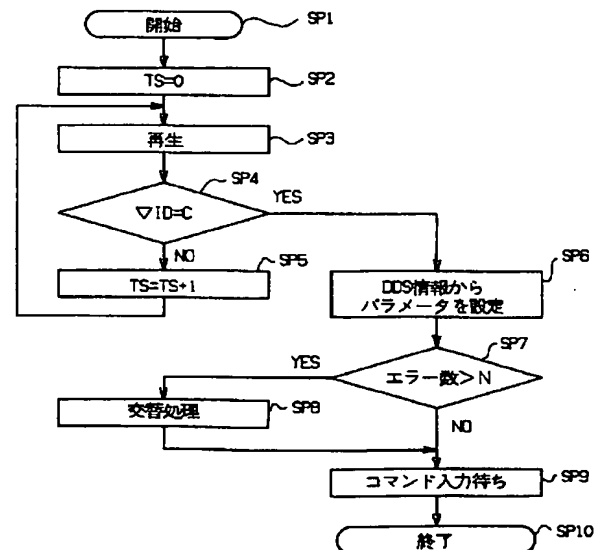 開始
SP1
TS=0
SP2
再生
SP3
SP4
▽ID=C
YES
NO
SP5
TS=TS+1
SP6
DDS情報から
パラメータを設定
SP7
エラー数>N
YES
NO
交替処理
SP8
コマンド入力待ち
SP9
終了
SP10